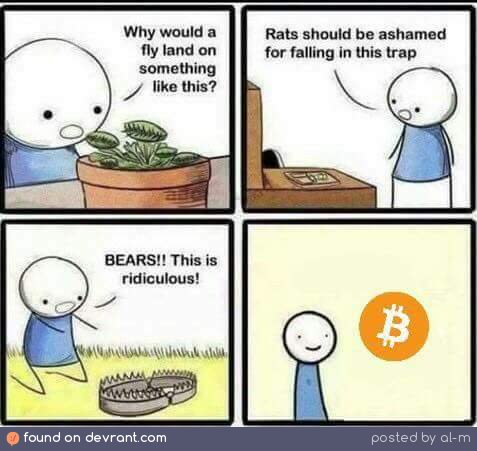 Why would a
fly land on
something
like this?
Rats should be ashamed
for falling in this trap
BEARS!! This is
ridiculous!
₿
found on devrant.com
posted by al-m